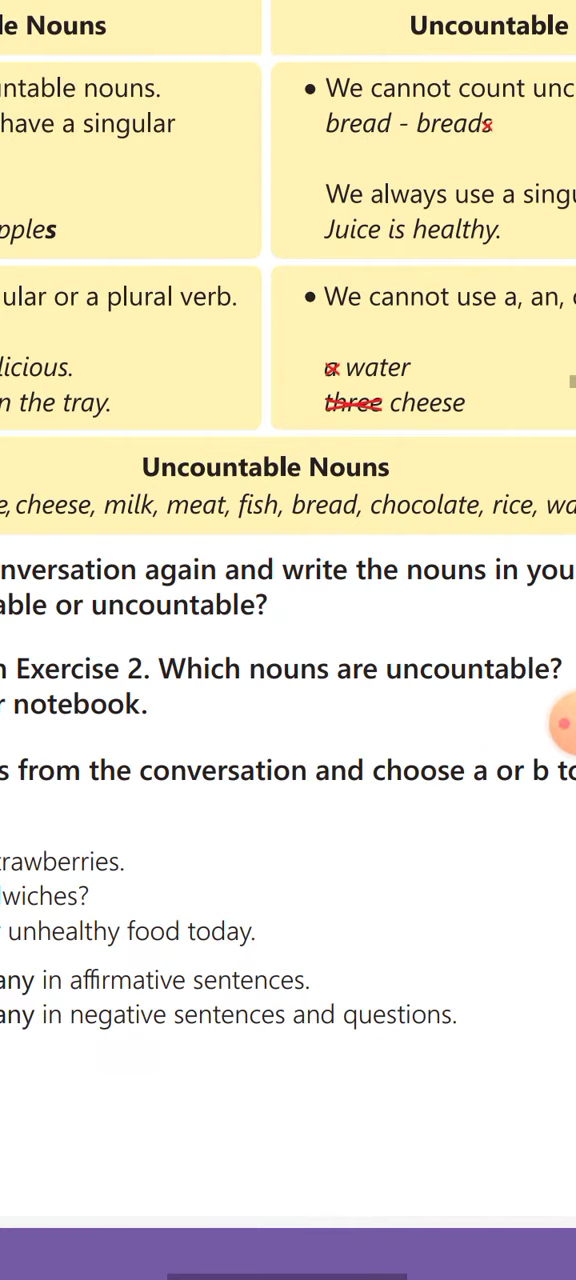 le Nouns
Uncountable
ntable nouns.
have a singular
pples
• We cannot count unc
bread - breads
We always use a singu
Juice is healthy.
ular or a plural verb.
licious.
n the tray.
• We cannot use a, an,
a water
three cheese
Uncountable Nouns
e, cheese, milk, meat, fish, bread, chocolate, rice, wa
nversation again and write the nouns in you
able or uncountable?
n Exercise 2. Which nouns are uncountable?
r notebook.
s from the conversation and choose a or b to
trawberries.
dwiches?
unhealthy food today.
any in affirmative sentences.
any in negative sentences and questions.